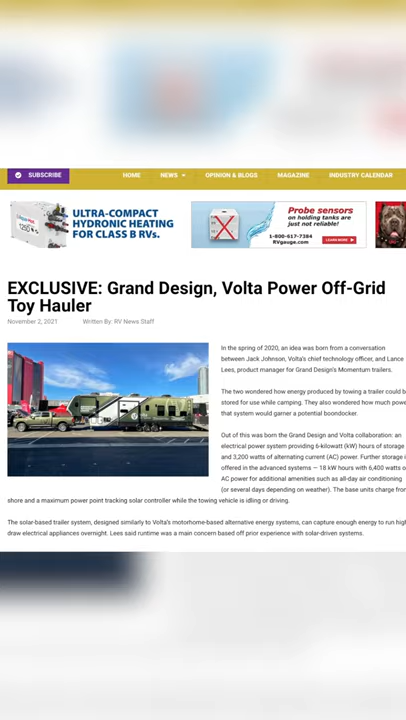 SUBSCRIBE
HOME NEWS OPINION & BLOGS MAGAZINE INDUSTRY CALENDAR
ULTRA-COMPACT
HYDRONIC HEATING
FOR CLASS B RVs.
Probe sensors
on holding tanks are
just not reliable!
1-800-617-7384
RVgauge.com LEARN MORE
EXCLUSIVE: Grand Design, Volta Power Off-Grid
Toy Hauler
November 2, 2021 Written By: RV News Staff
In the spring of 2020, an idea was born from a conversation
between Jack Johnson, Volta's chief technology officer, and Lance
Lees, product manager for Grand Design's Momentum trailers.
The two wondered how energy produced by towing a trailer could b
stored for use while camping. They also wondered how much powe
that system would garner a potential boondocker.
Out of this was born the Grand Design and Volta collaboration: an
electrical power system providing 6-kilowatt (kW) hours of storage
and 3,200 watts of alternating current (AC) power. Further storage i
offered in the advanced systems — 18 kW hours with 6,400 watts o
AC power for additional amenities such as all-day air conditioning
(or several days depending on weather). The base units charge from
shore and a maximum power point tracking solar controller while the towing vehicle is idling or driving.
The solar-based trailer system, designed similarly to Volta's motorhome-based alternative energy systems, can capture enough energy to run high
draw electrical appliances overnight. Lees said runtime was a main concern based off prior experience with solar-driven systems.